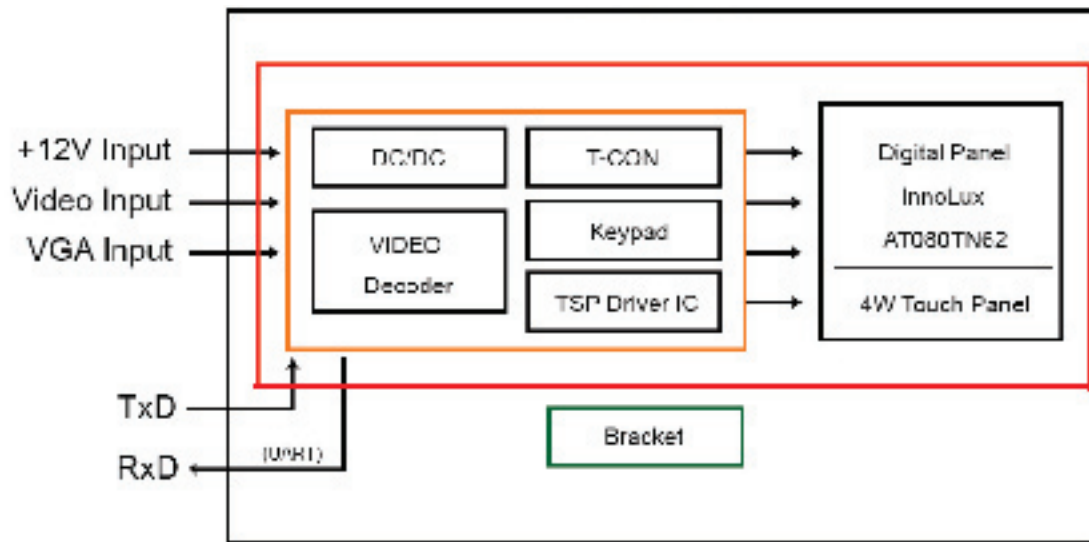 +12V Input
Video Input
VGA Input
DC/DC
T-CON
VIDEO
Decoder
Keypad
TSP Driver IC
Digital Panel
InnoLux
AT080TN62
4W Touch Panel
TxD
RxD
(UART)
Bracket